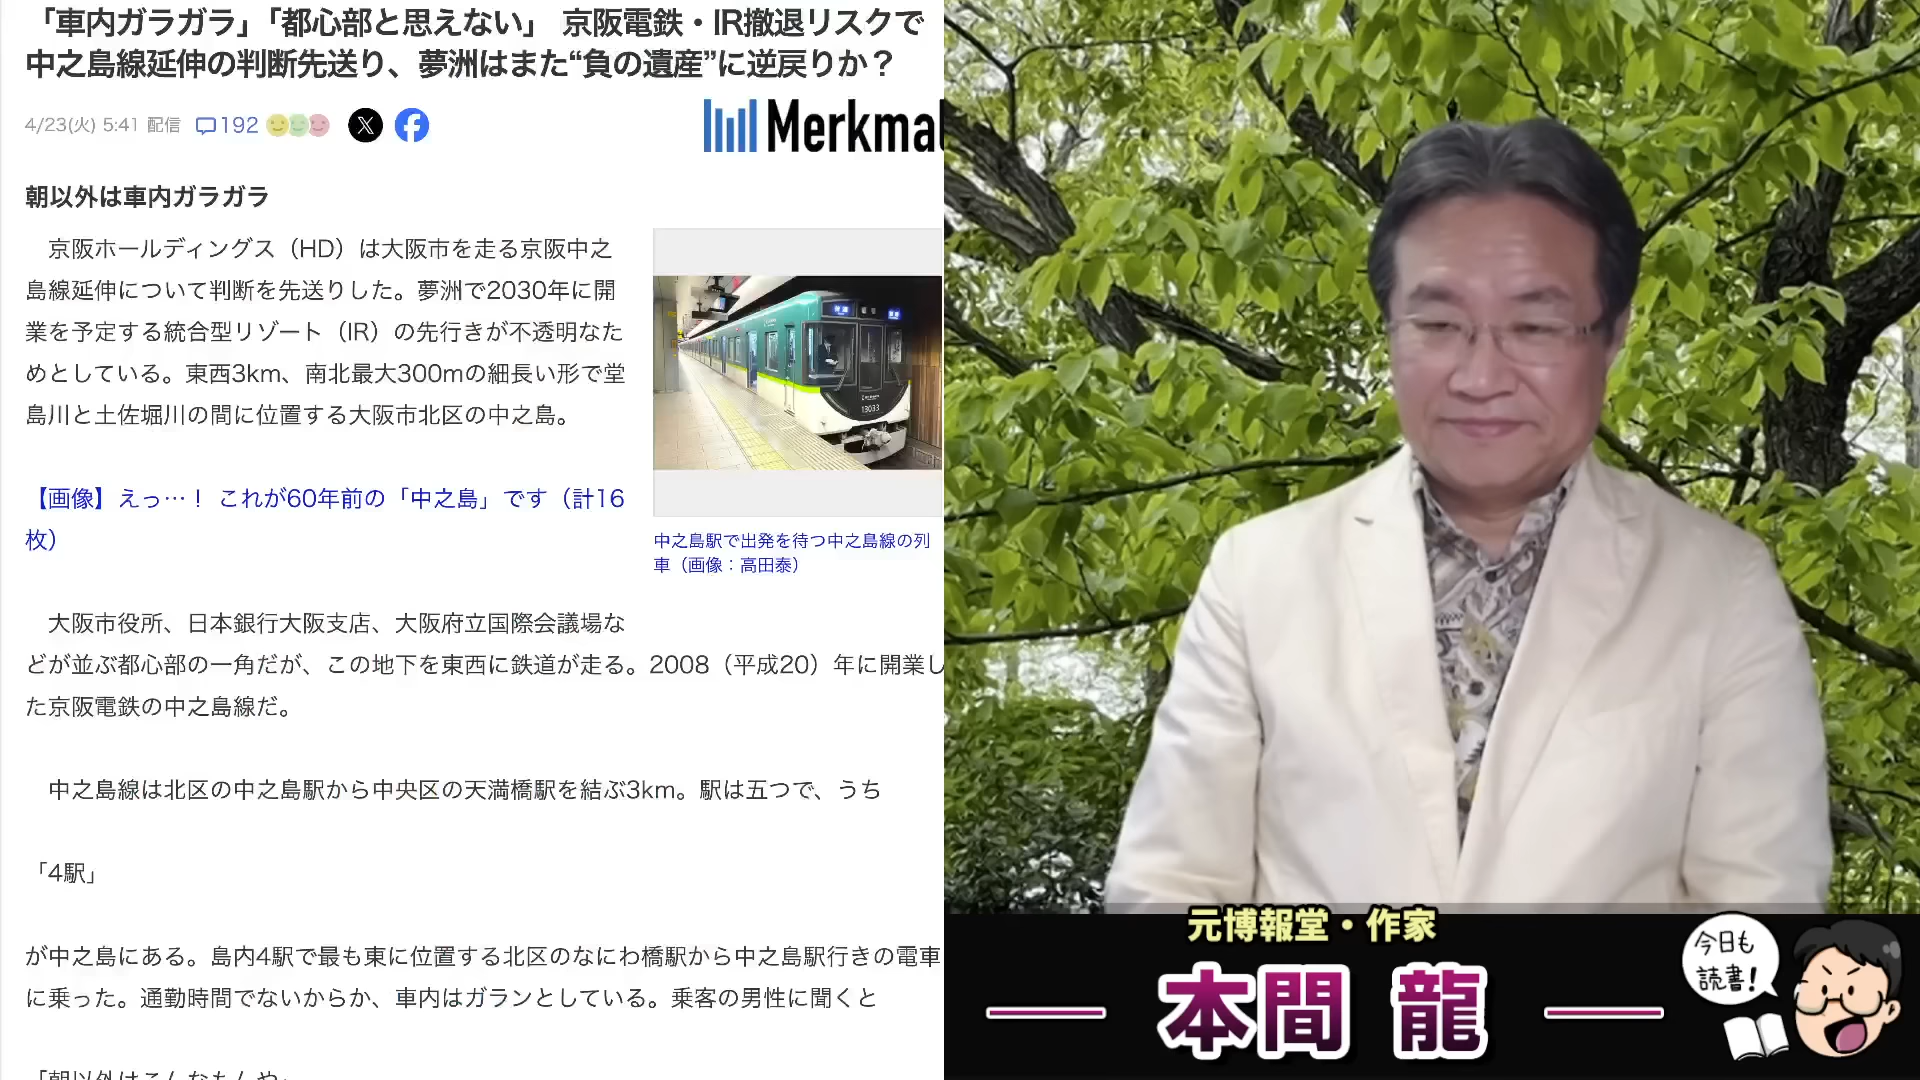 「車内ガラガラ」「都心部と思えない」 京阪電鉄・IR撤退リスクで
中之島線延伸の判断先送り、夢洲はまた“負の遺産”に逆戻りか？
4/23(火) 5:41 配信 192
Merkmal
朝以外は車内ガラガラ
京阪ホールディングス（HD）は大阪市を走る京阪中之
島線延伸について判断を先送りした。夢洲で2030年に開
業を予定する統合型リゾート（IR）の先行きが不透明なた
めとしている。東西3km、南北最大300mの細長い形で堂
島川と土佐堀川の間に位置する大阪市北区の中之島。
【画像】えっ…！ これが60年前の「中之島」です（計16
枚）
13033
中之島駅で出発を待つ中之島線の列
車（画像：高田泰）
大阪市役所、日本銀行大阪支店、大阪府立国際会議場な
どが並ぶ都心部の一角だが、この地下を東西に鉄道が走る。2008（平成20）年に開業し
た京阪電鉄の中之島線だ。
中之島線は北区の中之島駅から中央区の天満橋駅を結ぶ3km。駅は五つで、うち
「4駅」
が中之島にある。島内4駅で最も東に位置する北区のなにわ橋駅から中之島駅行きの電車
に乗った。通勤時間でないからか、車内はガランとしている。乗客の男性に聞くと
「朝以外はこんなもんや」
元博報堂・作家
本間 龍
今日も
読書！